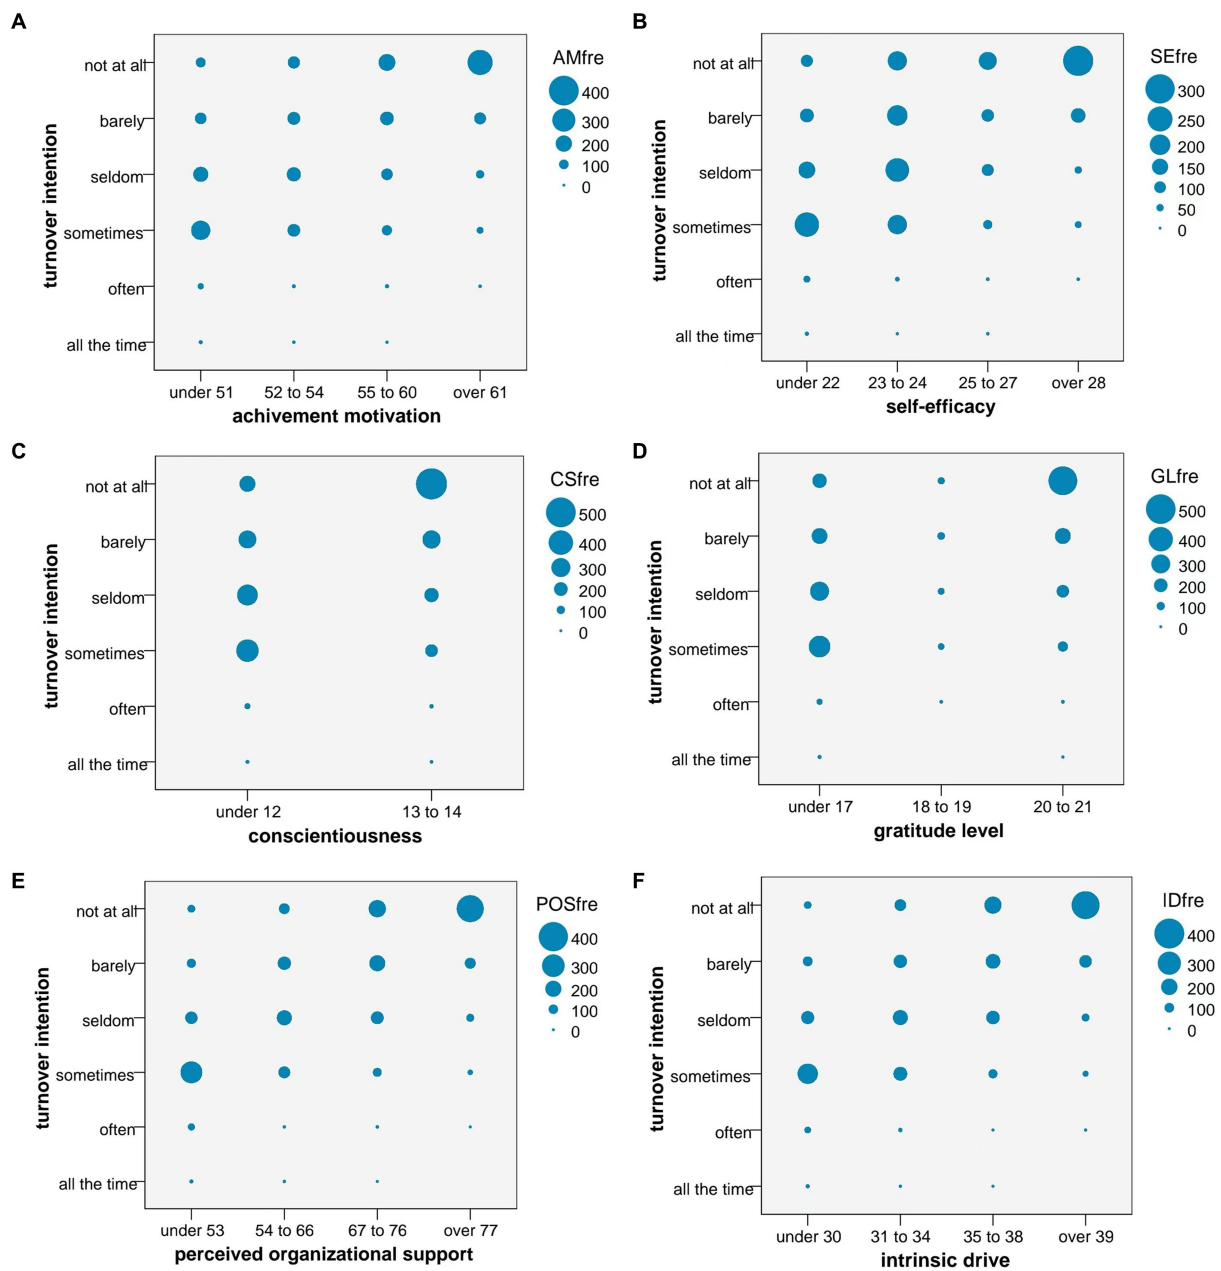 A
turnover intention
not at all
barely
seldom
sometimes
often
all the time
under 51 52 to 54 55 to 60 over 61
achivement motivation
AMfre
400
300
200
100
0
B
turnover intention
not at all
barely
seldom
sometimes
often
all the time
under 22 23 to 24 25 to 27 over 28
self-efficacy
SEfre
300
250
200
150
100
50
0
C
turnover intention
not at all
barely
seldom
sometimes
often
all the time
under 12 13 to 14
conscientiousness
CSfre
500
400
300
200
100
0
D
turnover intention
not at all
barely
seldom
sometimes
often
all the time
under 17 18 to 19 20 to 21
gratitude level
GLfre
500
400
300
200
100
0
E
turnover intention
not at all
barely
seldom
sometimes
often
all the time
under 53 54 to 66 67 to 76 over 77
perceived organizational support
POSfre
400
300
200
100
0
F
turnover intention
not at all
barely
seldom
sometimes
often
all the time
under 30 31 to 34 35 to 38 over 39
intrinsic drive
IDfre
400
300
200
100
0